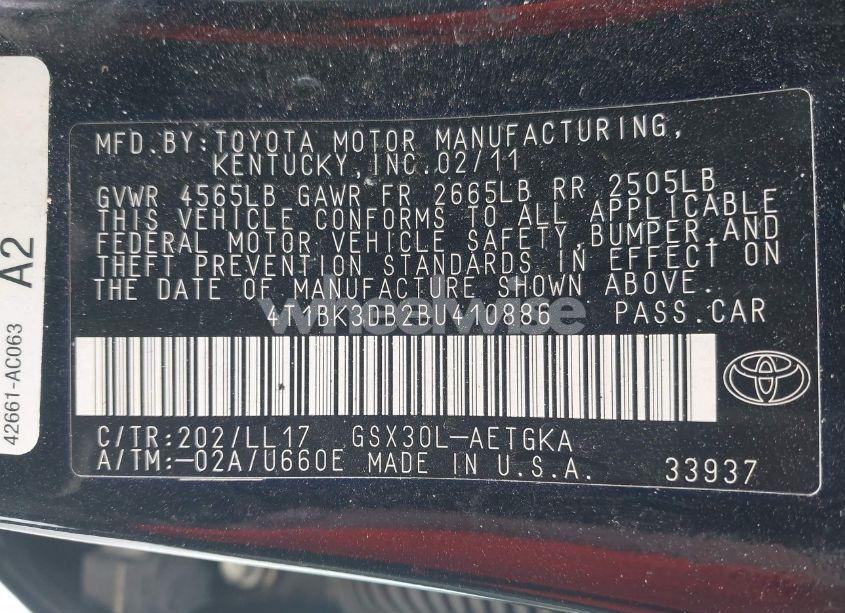 MFD.BY:TOYOTA MOTOR MANUFACTURING,
KENTUCKY,INC.02/11
GVWR 4565LB GAWR FR 2665LB RR 2505LB
THIS VEHICLE CONFORMS TO ALL APPLICABLE
FEDERAL MOTOR VEHICLE SAFETY,BUMPER,AND
THEFT PREVENTION STANDARDS IN EFFECT ON
THE DATE OF MANUFACTURE SHOWN ABOVE.
4T1BK3DB2BU410886 PASS.CAR
wheelwise
C/TR:202/LL17 GSX30L-AETGKA
A/TM:-02A/U660E MADE IN U.S.A. 33937
42661-AC063 A2